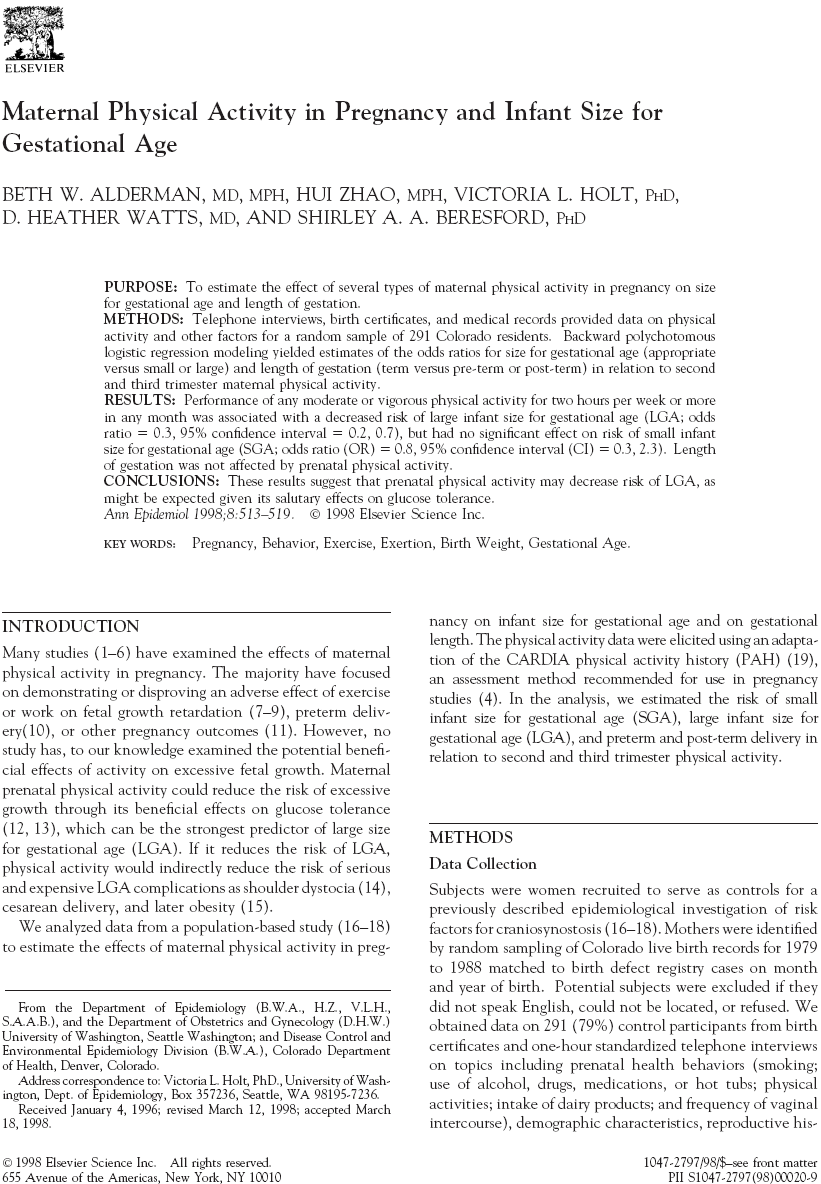 ELSEVIER
Maternal Physical Activity in Pregnancy and Infant Size for
Gestational Age
BETH W. ALDERMAN, MD, MPH, HUI ZHAO, MPH, VICTORIA L. HOLT, PHD,
D. HEATHER WATTS, MD, AND SHIRLEY A. A. BERESFORD, PHD
PURPOSE: To estimate the effect of several types of maternal physical activity in pregnancy on size
for gestational age and length of gestation.
METHODS: Telephone interviews, birth certificates, and medical records provided data on physical
activity and other factors for a random sample of 291 Colorado residents. Backward polychotomous
logistic regression modeling yielded estimates of the odds ratios for size for gestational age (appropriate
versus small or large) and length of gestation (term versus pre-term or post-term) in relation to second
and third trimester maternal physical activity.
RESULTS: Performance of any moderate or vigorous physical activity for two hours per week or more
in any month was associated with a decreased risk of large infant size for gestational age (LGA; odds
ratio = 0.3, 95% confidence interval = 0.2, 0.7), but had no significant effect on risk of small infant
size for gestational age (SGA; odds ratio (OR) = 0.8, 95% confidence interval (CI) = 0.3, 2.3). Length
of gestation was not affected by prenatal physical activity.
CONCLUSIONS: These results suggest that prenatal physical activity may decrease risk of LGA, as
might be expected given its salutary effects on glucose tolerance.
Ann Epidemiol 1998;8:513–519. © 1998 Elsevier Science Inc.
KEY WORDS: Pregnancy, Behavior, Exercise, Exertion, Birth Weight, Gestational Age.
INTRODUCTION
Many studies (1–6) have examined the effects of maternal
physical activity in pregnancy. The majority have focused
on demonstrating or disproving an adverse effect of exercise
or work on fetal growth retardation (7–9), preterm deliv-
ery(10), or other pregnancy outcomes (11). However, no
study has, to our knowledge examined the potential benefi-
cial effects of activity on excessive fetal growth. Maternal
prenatal physical activity could reduce the risk of excessive
growth through its beneficial effects on glucose tolerance
(12, 13), which can be the strongest predictor of large size
for gestational age (LGA). If it reduces the risk of LGA,
physical activity would indirectly reduce the risk of serious
and expensive LGA complications as shoulder dystocia (14),
cesarean delivery, and later obesity (15).
We analyzed data from a population-based study (16–18)
to estimate the effects of maternal physical activity in preg-
From the Department of Epidemiology (B.W.A., H.Z., V.L.H.,
S.A.A.B.), and the Department of Obstetrics and Gynecology (D.H.W.)
University of Washington, Seattle Washington; and Disease Control and
Environmental Epidemiology Division (B.W.A.), Colorado Department
of Health, Denver, Colorado.
Address correspondence to: Victoria L. Holt, PhD., University of Wash-
ington, Dept. of Epidemiology, Box 357236, Seattle, WA 98195-7236.
Received January 4, 1996; revised March 12, 1998; accepted March
18, 1998.
nancy on infant size for gestational age and on gestational
length. The physical activity data were elicited using an adapta-
tion of the CARDIA physical activity history (PAH) (19),
an assessment method recommended for use in pregnancy
studies (4). In the analysis, we estimated the risk of small
infant size for gestational age (SGA), large infant size for
gestational age (LGA), and preterm and post-term delivery in
relation to second and third trimester physical activity.
METHODS
Data Collection
Subjects were women recruited to serve as controls for a
previously described epidemiological investigation of risk
factors for craniosynostosis (16–18). Mothers were identified
by random sampling of Colorado live birth records for 1979
to 1988 matched to birth defect registry cases on month
and year of birth. Potential subjects were excluded if they
did not speak English, could not be located, or refused. We
obtained data on 291 (79%) control participants from birth
certificates and one-hour standardized telephone interviews
on topics including prenatal health behaviors (smoking;
use of alcohol, drugs, medications, or hot tubs; physical
activities; intake of dairy products; and frequency of vaginal
intercourse), demographic characteristics, reproductive his-
© 1998 Elsevier Science Inc. All rights reserved.
655 Avenue of the Americas, New York, NY 10010
1047-2797/98/$–see front matter
PII S1047-2797(98)00020-9